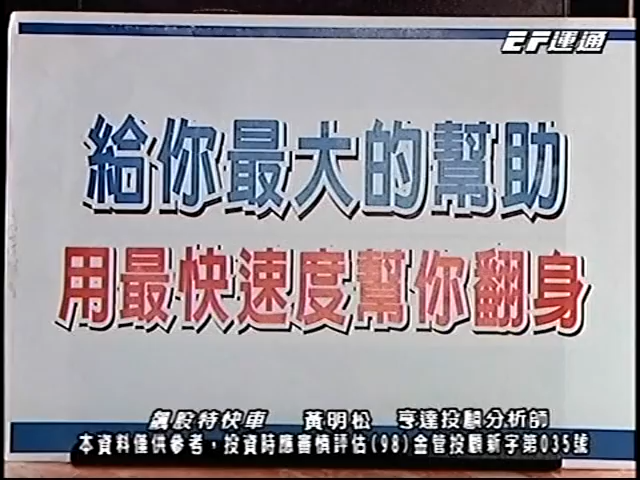 EF運通
給你最大的幫助
用最快速度幫你翻身
飆股特快車 黃明松 亨達投顧分析師
本資料僅供參考,投資時應審慎評估(98)金管投顧新字第035號